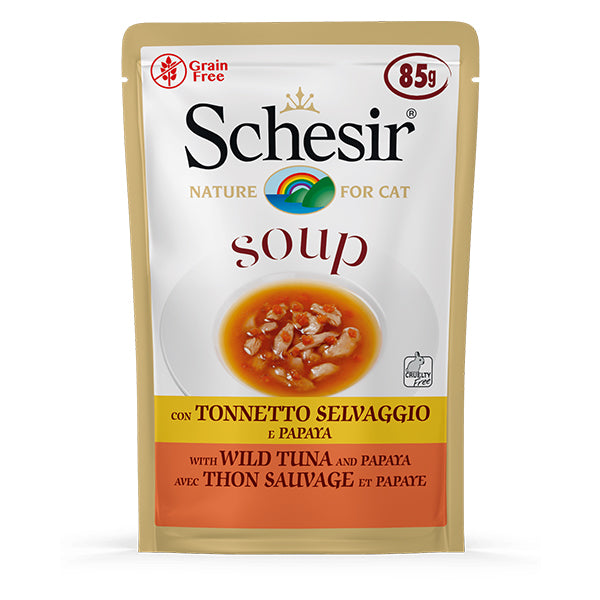 Grain
Free
85g
Schesir®
NATURE FOR CAT
soup
CRUELTY
Free
CON TONNETTO SELVAGGIO
E PAPAYA
WITH WILD TUNA AND PAPAYA
AVEC THON SAUVAGE ET PAPAYE